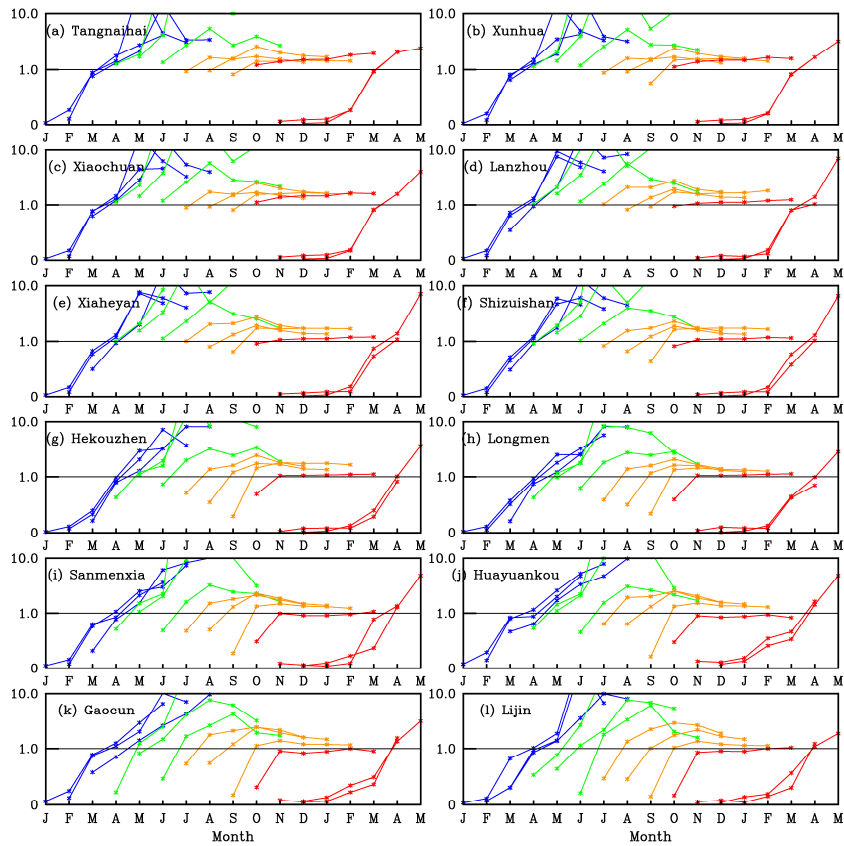 10.0 (a) Tangnaihai 10.0 (b) Xunhua
1.0 1.0
0 0
J F M A M J J A S O N D J F M A M J F M A M J J A S O N D J F M A M
10.0 (c) Xiaochuan 10.0 (d) Lanzhou
1.0 1.0
0 0
J F M A M J J A S O N D J F M A M J F M A M J J A S O N D J F M A M
10.0 (e) Xiaheyan 10.0 (f) Shizuishan
1.0 1.0
0 0
J F M A M J J A S O N D J F M A M J F M A M J J A S O N D J F M A M
10.0 (g) Hekouzhen 10.0 (h) Longmen
1.0 1.0
0 0
J F M A M J J A S O N D J F M A M J F M A M J J A S O N D J F M A M
10.0 (i) Sanmenxia 10.0 (j) Huayuankou
1.0 1.0
0 0
J F M A M J J A S O N D J F M A M J F M A M J J A S O N D J F M A M
10.0 (k) Gaocun 10.0 (l) Lijin
1.0 1.0
0 0
J F M A M J J A S O N D J F M A M J F M A M J J A S O N D J F M A M
Month Month